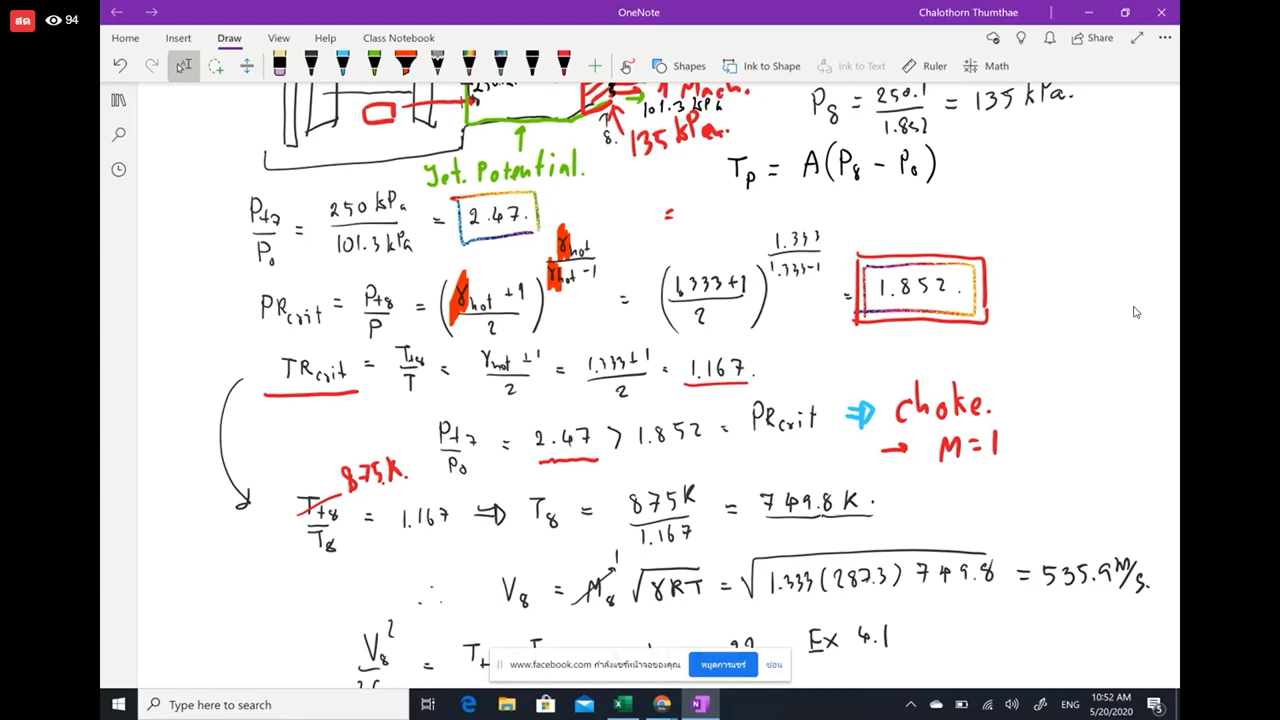 สด 94
OneNote
Chalothorn Thumthae
Home Insert Draw View Help Class Notebook
Share
Shapes Ink to Shape Ink to Text Ruler Math
1 Mach.
101.3 kPa
8.
135 kPa.
Jet. Potential.
P8 = 250.1 / 1.852 = 135 kPa.
Tp = A(P8 - P0)
Pt7/P0 = 250 kPa / 101.3 kPa = 2.47.
=
PRcrit = Pt8/P = ((γhot + 1)/2)^(γhot/(γhot - 1)) = ((1.333+1)/2)^(1.333/(1.333-1)) = 1.852.
TRcrit = Tt8/T = (γhot + 1)/2 = (1.333+1)/2 = 1.167.
Pt7/P0 = 2.47 > 1.852 = PRcrit ⇒ choke.
→ M = 1
875K.
Tt8/T8 = 1.167 ⇒ T8 = 875K / 1.167 = 749.8 K.
1
∴ V8 = M8 √γRT = √1.333(287.3) 749.8 = 535.9 m/s.
Ex 4.1
V8² =
www.facebook.com กำลังแชร์หน้าจอของคุณ หยุดการแชร์ ซ่อน
Type here to search
ENG
10:52 AM
5/20/2020
5